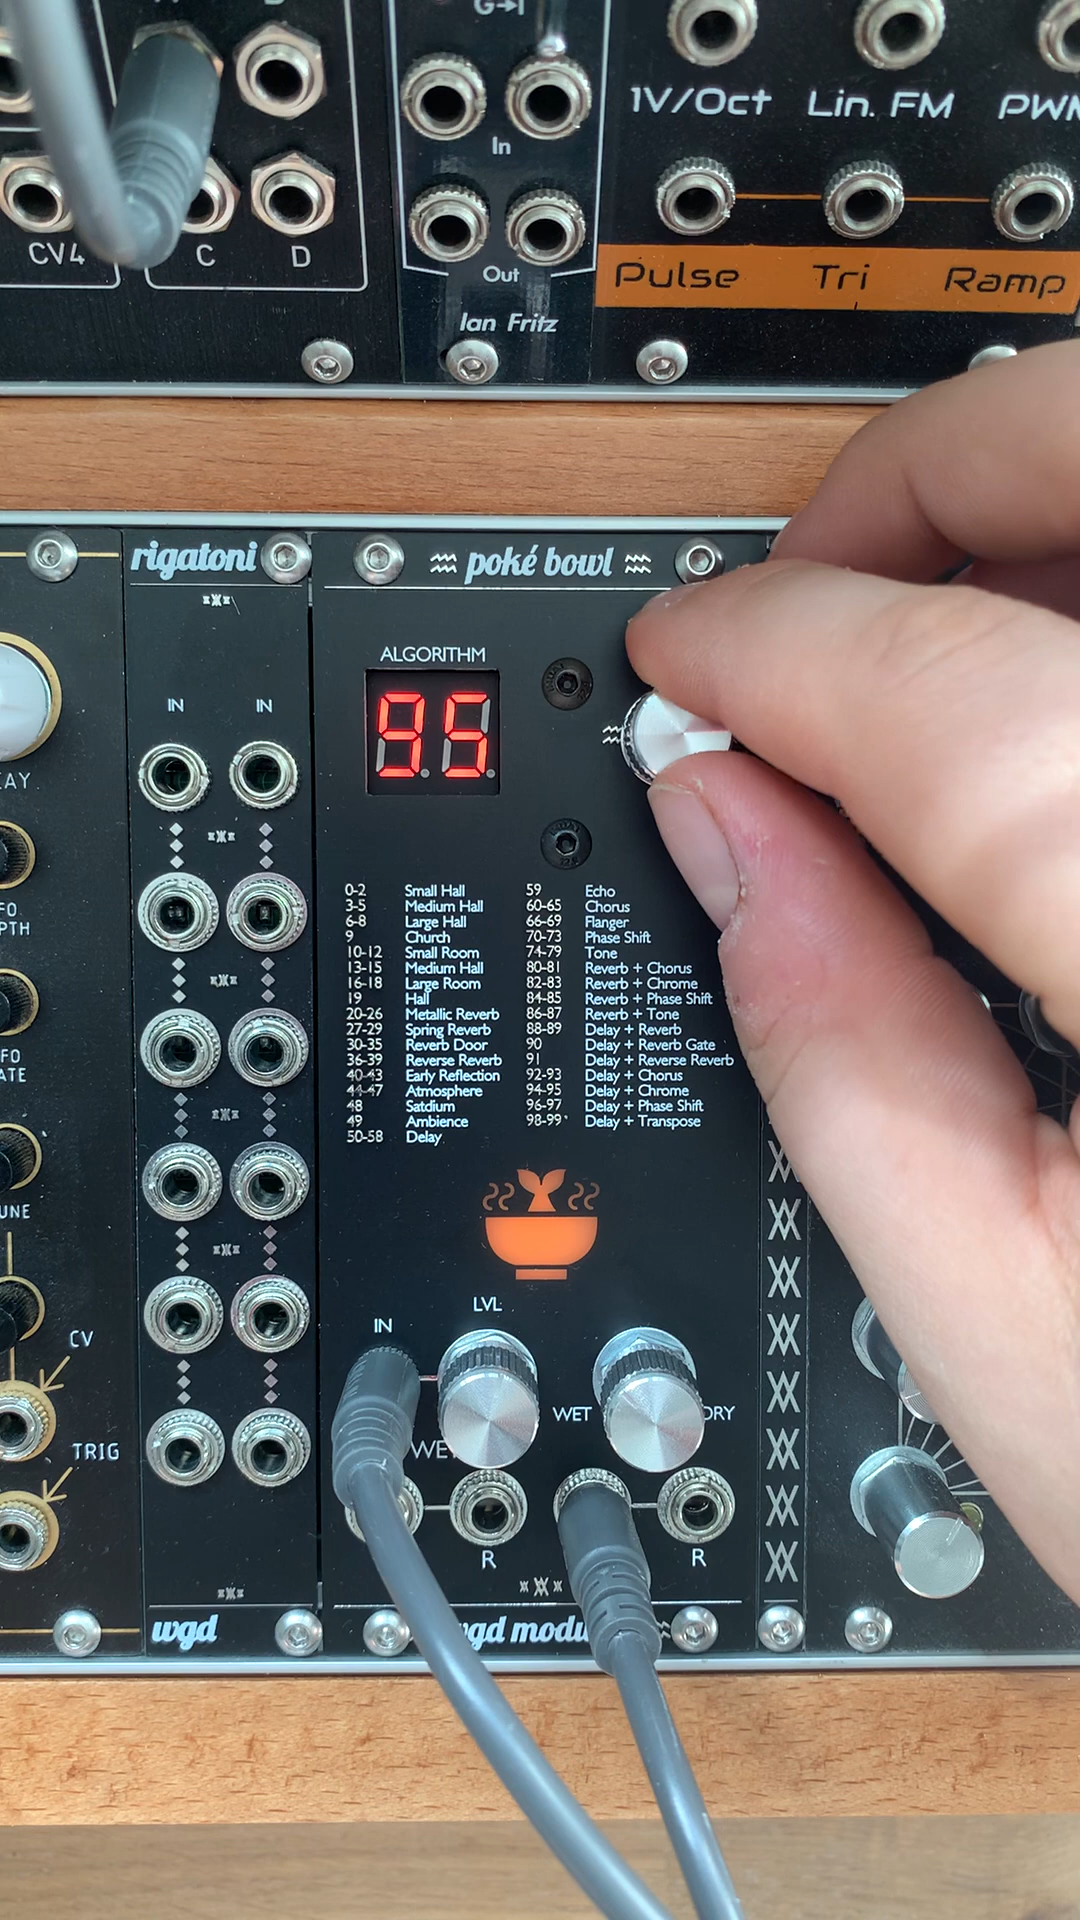 G→I
1V/Oct Lin. FM PWM
In
CV4 C D
Out
Pulse Tri Ramp
Ian Fritz
rigatoni
poké bowl
ALGORITHM
95
IN IN
0-2 Small Hall
3-5 Medium Hall
6-8 Large Hall
9 Church
10-12 Small Room
13-15 Medium Hall
16-18 Large Room
19 Hall
20-26 Metallic Reverb
27-29 Spring Reverb
30-35 Reverb Door
36-39 Reverse Reverb
40-43 Early Reflection
44-47 Atmosphere
48 Satdium
49 Ambience
50-58 Delay
59 Echo
60-65 Chorus
66-69 Flanger
70-73 Phase Shift
74-79 Tone
80-81 Reverb + Chorus
82-83 Reverb + Chrome
84-85 Reverb + Phase Shift
86-87 Reverb + Tone
88-89 Delay + Reverb
90 Delay + Reverb Gate
91 Delay + Reverse Reverb
92-93 Delay + Chorus
94-95 Delay + Chrome
96-97 Delay + Phase Shift
98-99 Delay + Transpose
LVL
IN
CV
WET DRY
TRIG
R R
wgd